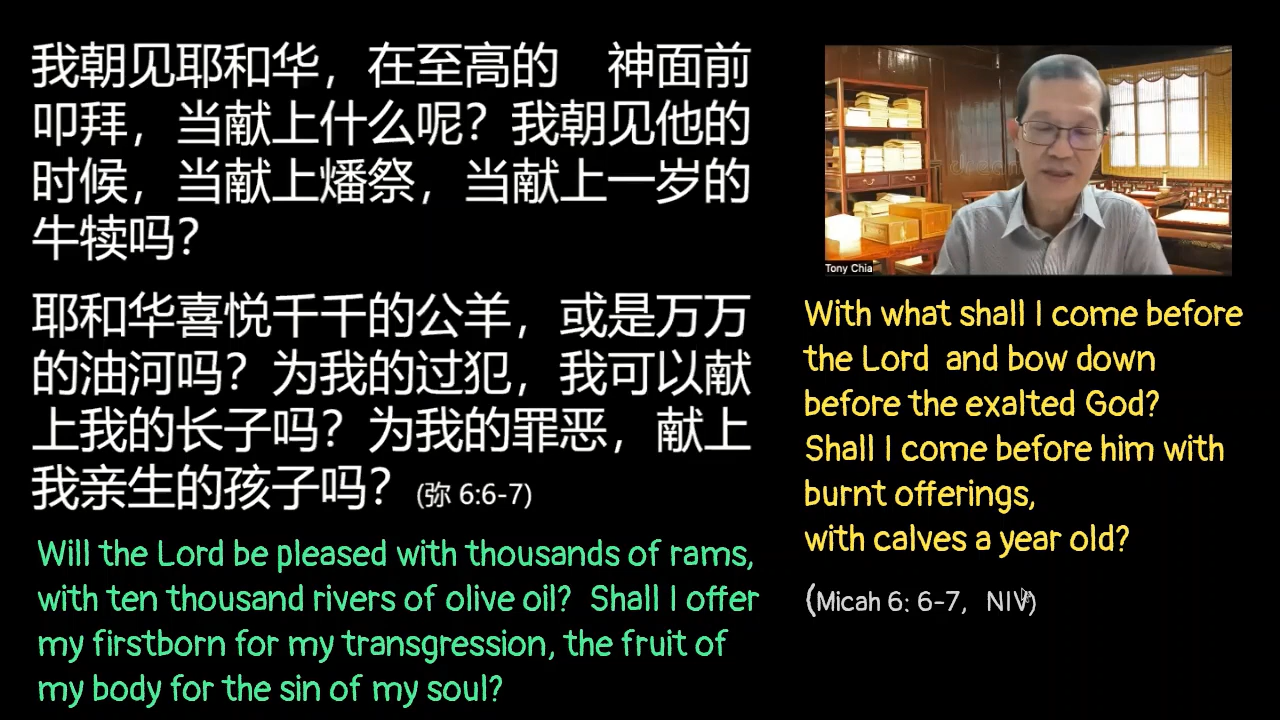 我朝见耶和华，在至高的　神面前
叩拜，当献上什么呢？我朝见他的
时候，当献上燔祭，当献上一岁的
牛犊吗？
耶和华喜悦千千的公羊，或是万万
的油河吗？为我的过犯，我可以献
上我的长子吗？为我的罪恶，献上
我亲生的孩子吗？ (弥 6:6-7)
Will the Lord be pleased with thousands of rams,
with ten thousand rivers of olive oil?  Shall I offer
my firstborn for my transgression, the fruit of
my body for the sin of my soul?
Tony Chia
With what shall I come before
the Lord  and bow down
before the exalted God?
Shall I come before him with
burnt offerings,
with calves a year old?
(Micah 6: 6-7,  NIV)